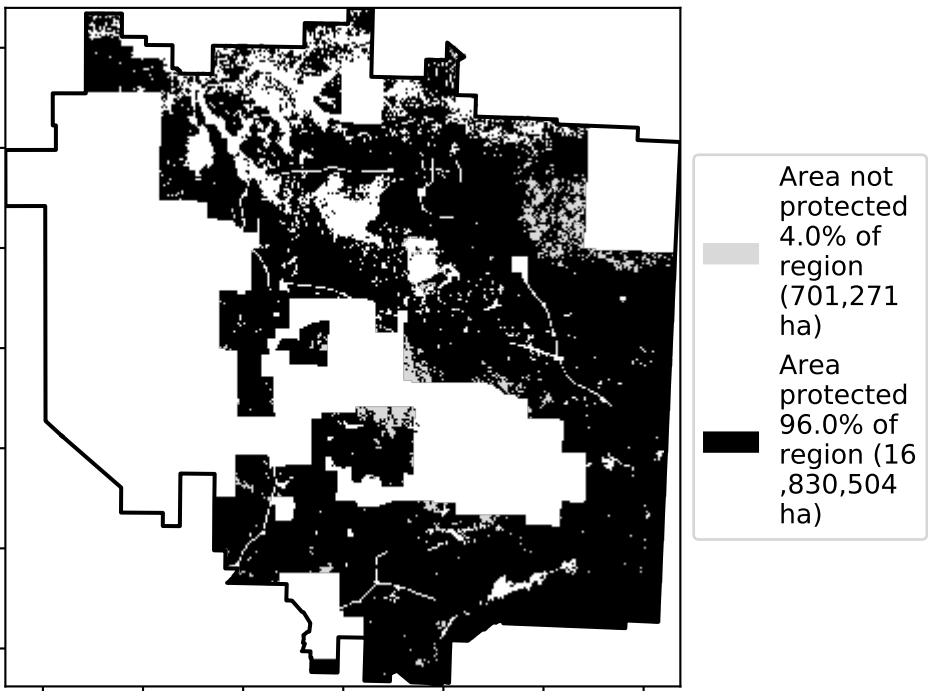 Area not
protected
4.0% of
region
(701,271
ha)
Area
protected
96.0% of
region (16
,830,504
ha)